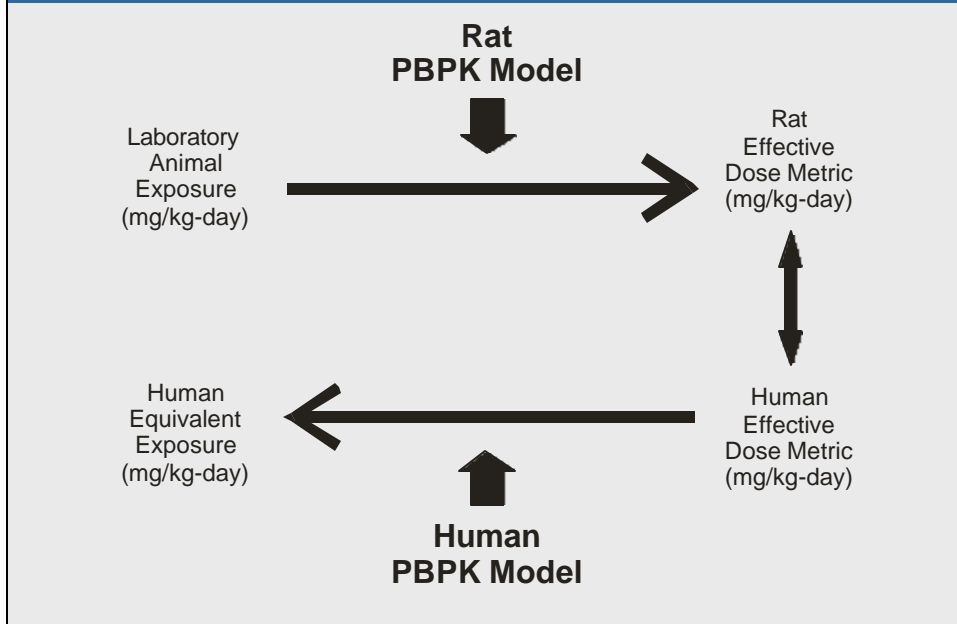 Rat
PBPK Model
Laboratory
Animal
Exposure
(mg/kg-day)
Rat
Effective
Dose Metric
(mg/kg-day)
Human
Equivalent
Exposure
(mg/kg-day)
Human
Effective
Dose Metric
(mg/kg-day)
Human
PBPK Model